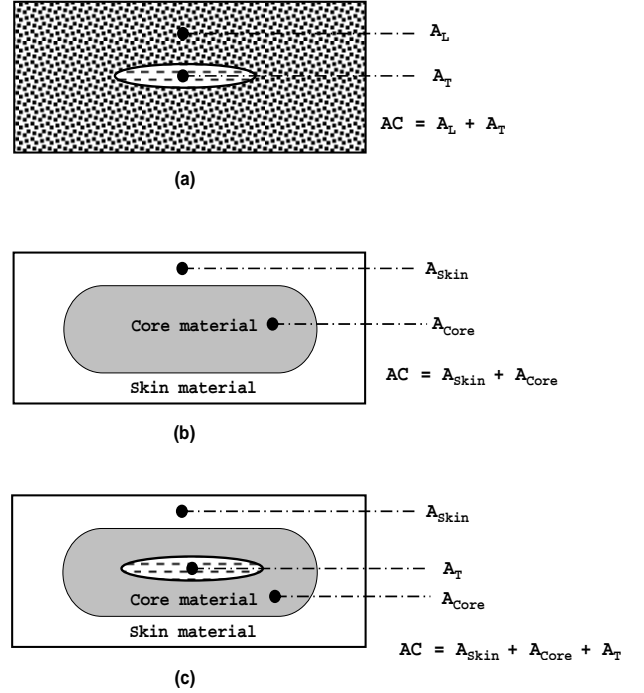 A_L
A_T
AC = A_L + A_T
(a)
A_Skin
Core material
A_Core
AC = A_Skin + A_Core
Skin material
(b)
A_Skin
A_T
Core material
A_Core
Skin material
AC = A_Skin + A_Core + A_T
(c)